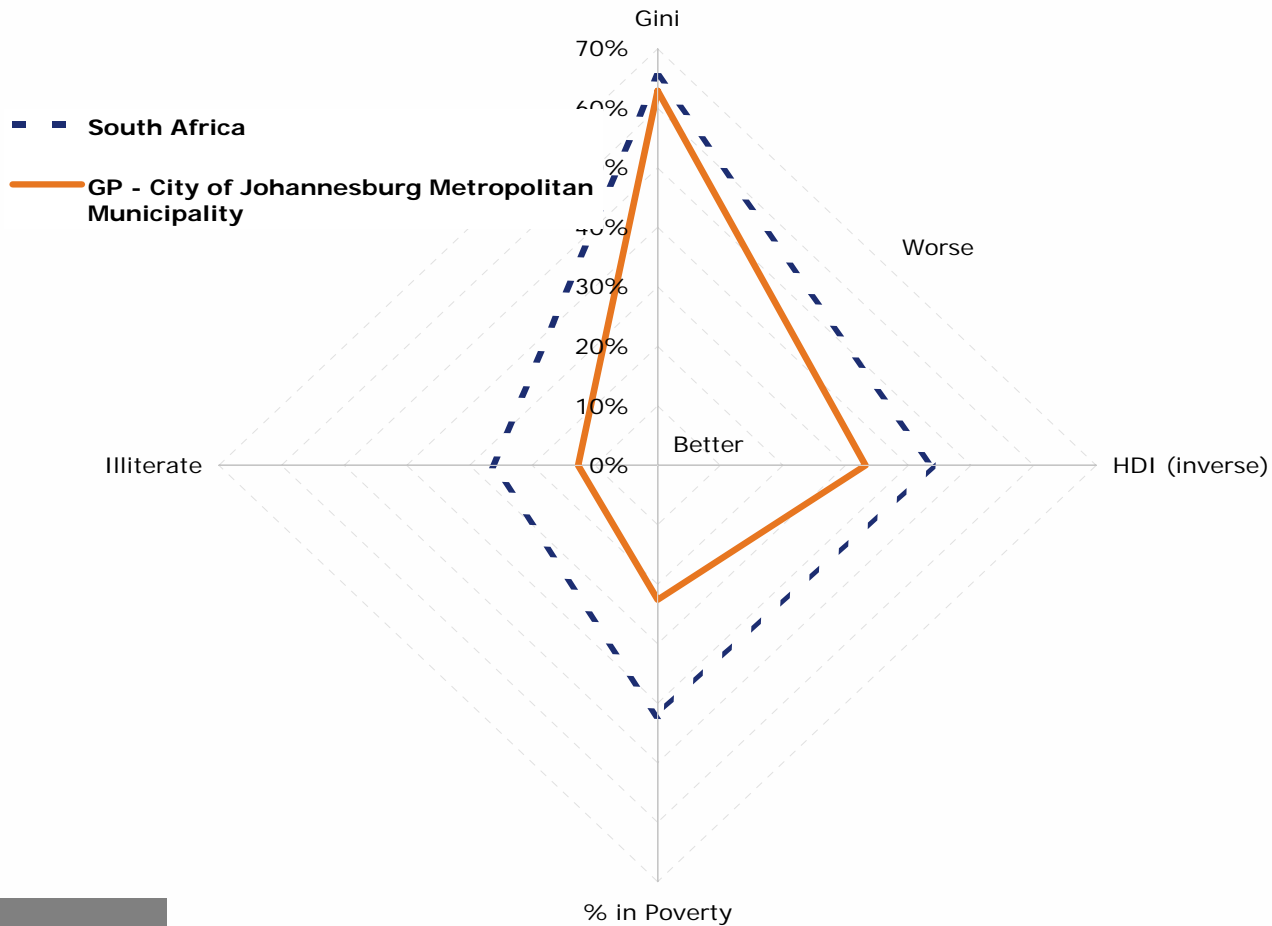 Gini
70%
South Africa
%
GP - City of Johannesburg Metropolitan
Municipality
Worse
30%
20%
10%
Better
Illiterate
0%
HDI (inverse)
% in Poverty